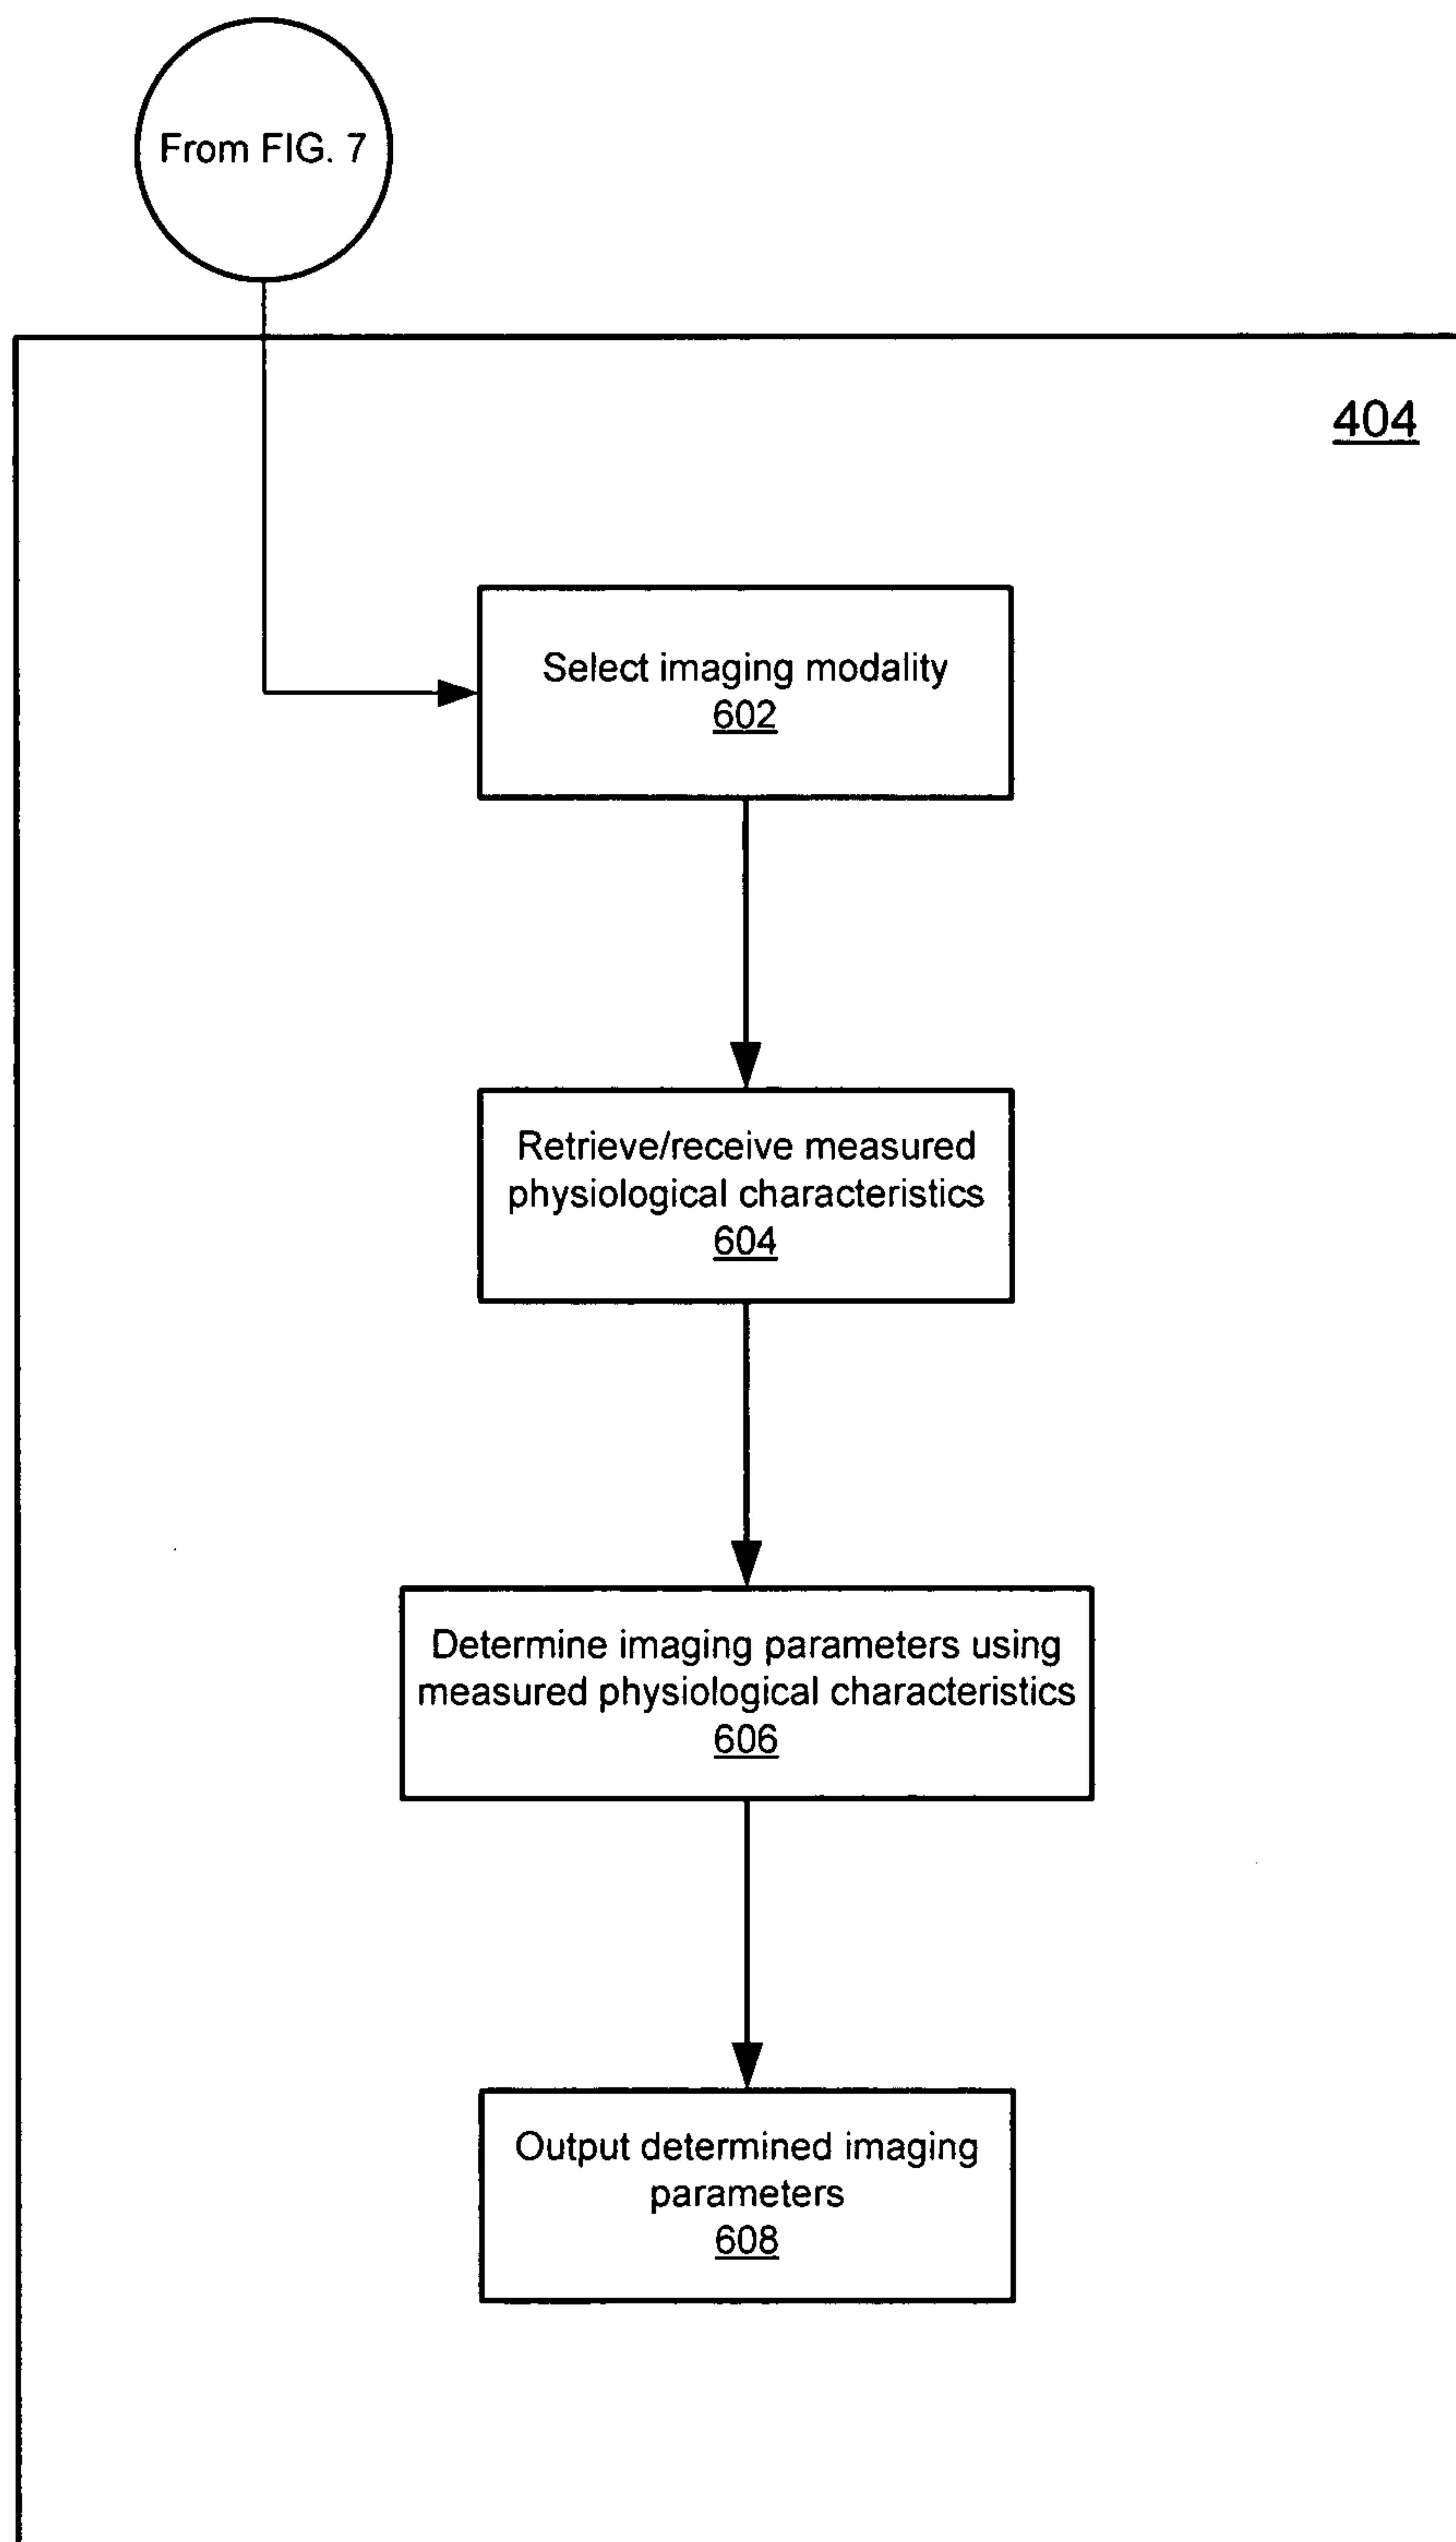 From FIG. 7
404
Select imaging modality
602
Retrieve/receive measured
physiological characteristics
604
Determine imaging parameters using
measured physiological characteristics
606
Output determined imaging
parameters
608